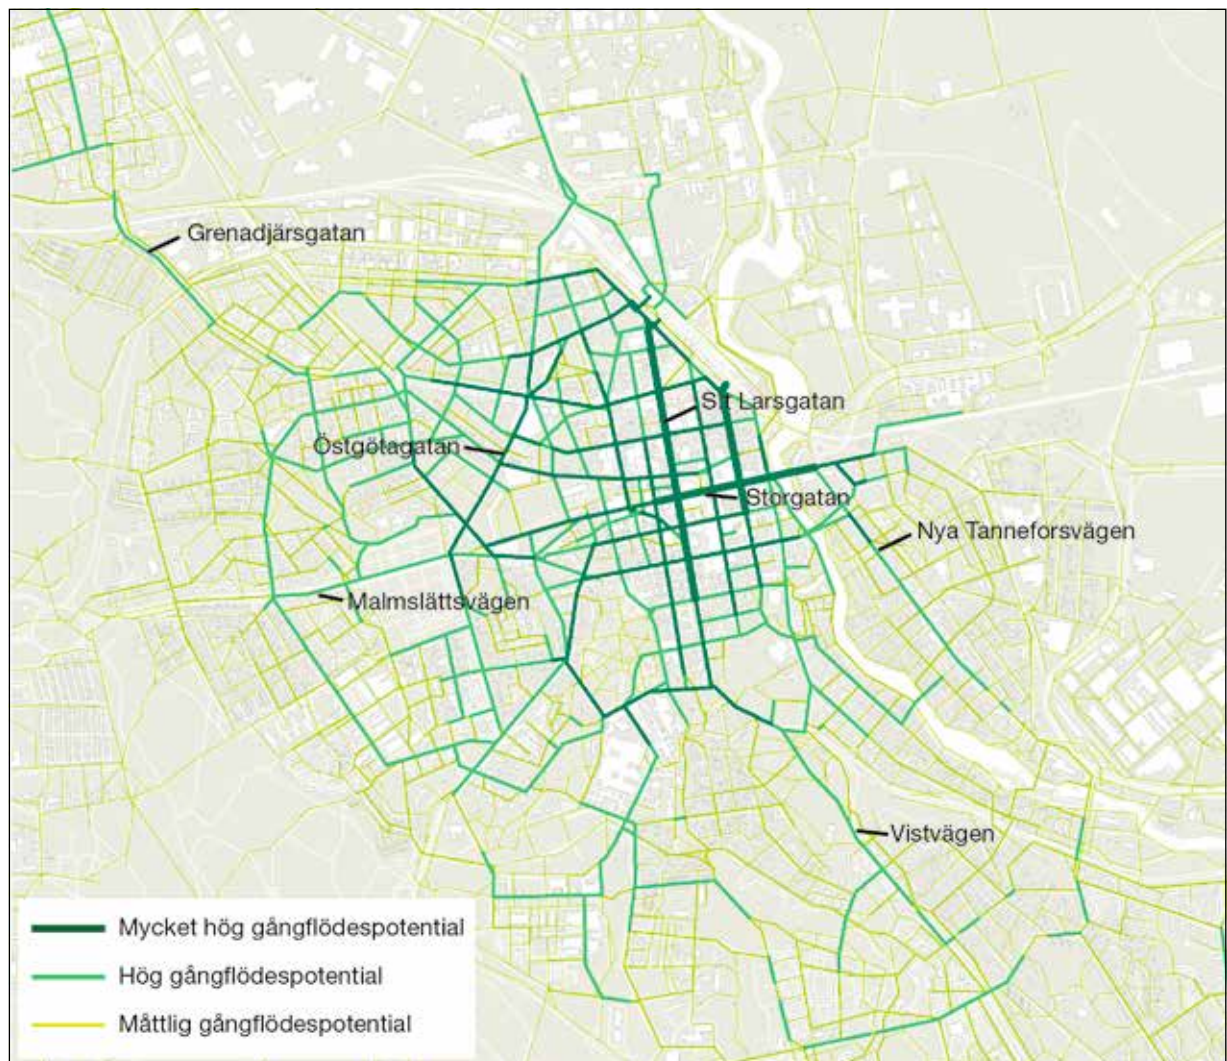 Grenadjärsgatan
S:t Larsgatan
Östgötagatan
Storgatan
Nya Tanneforsvägen
Malmslättsvägen
Vistvägen
Mycket hög gångflödespotential
Hög gångflödespotential
Måttlig gångflödespotential